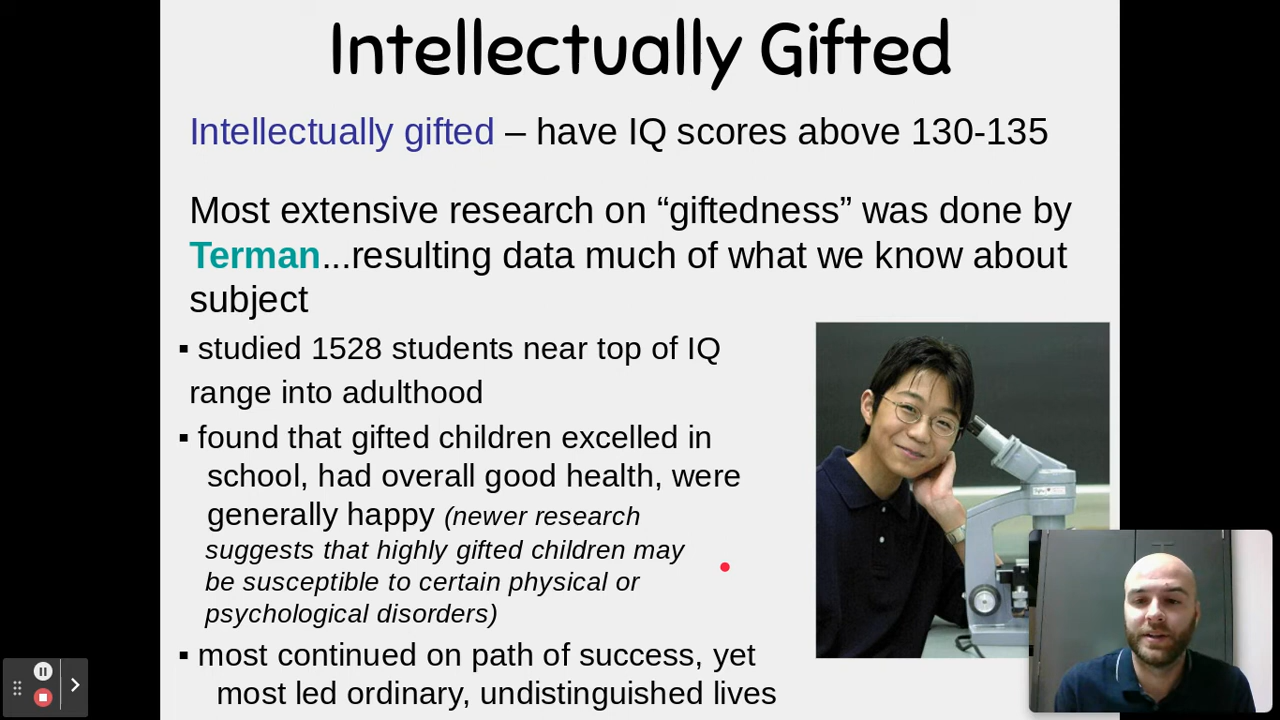 Intellectually Gifted
Intellectually gifted – have IQ scores above 130-135
Most extensive research on “giftedness” was done by
Terman...resulting data much of what we know about
subject
▪ studied 1528 students near top of IQ
range into adulthood
▪ found that gifted children excelled in
school, had overall good health, were
generally happy (newer research
suggests that highly gifted children may
be susceptible to certain physical or
psychological disorders)
▪ most continued on path of success, yet
most led ordinary, undistinguished lives